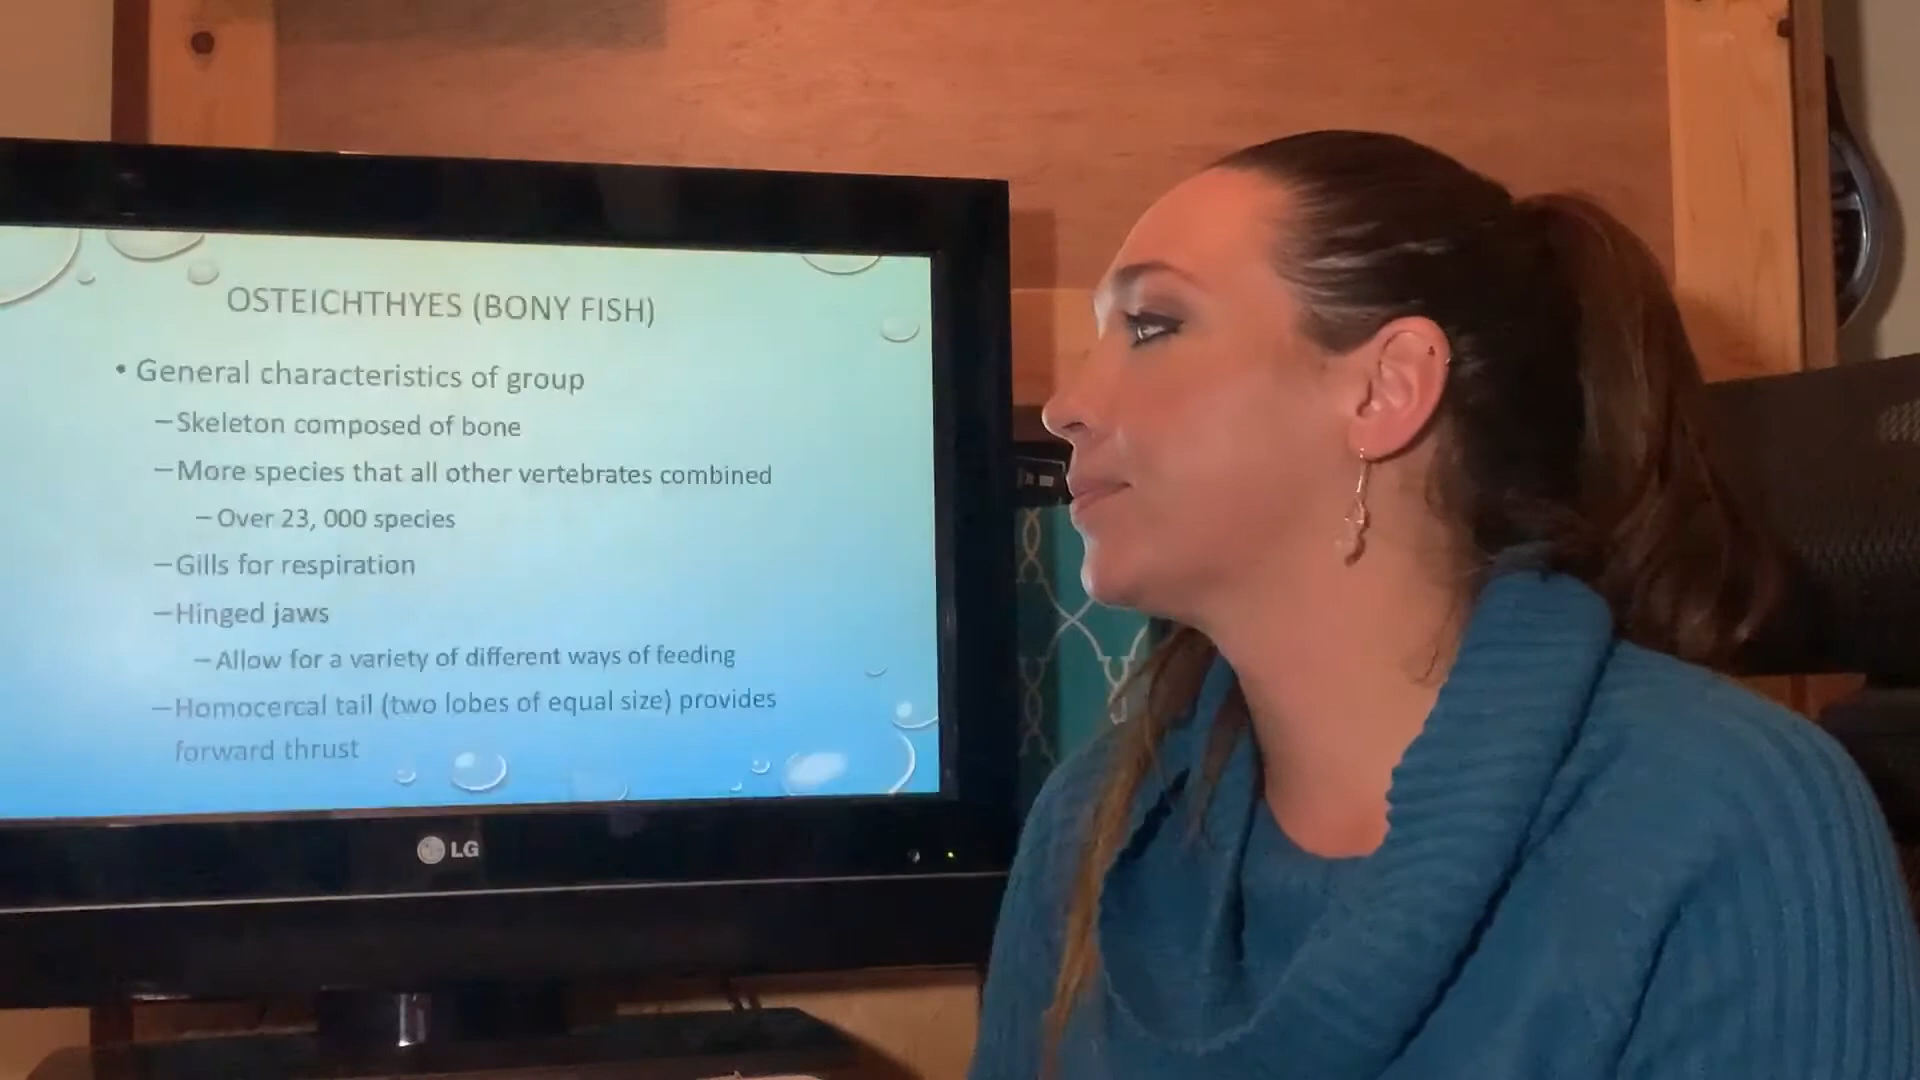 OSTEICHTHYES (BONY FISH)
• General characteristics of group
–Skeleton composed of bone
–More species that all other vertebrates combined
–Over 23, 000 species
–Gills for respiration
–Hinged jaws
–Allow for a variety of different ways of feeding
–Homocercal tail (two lobes of equal size) provides
forward thrust
LG